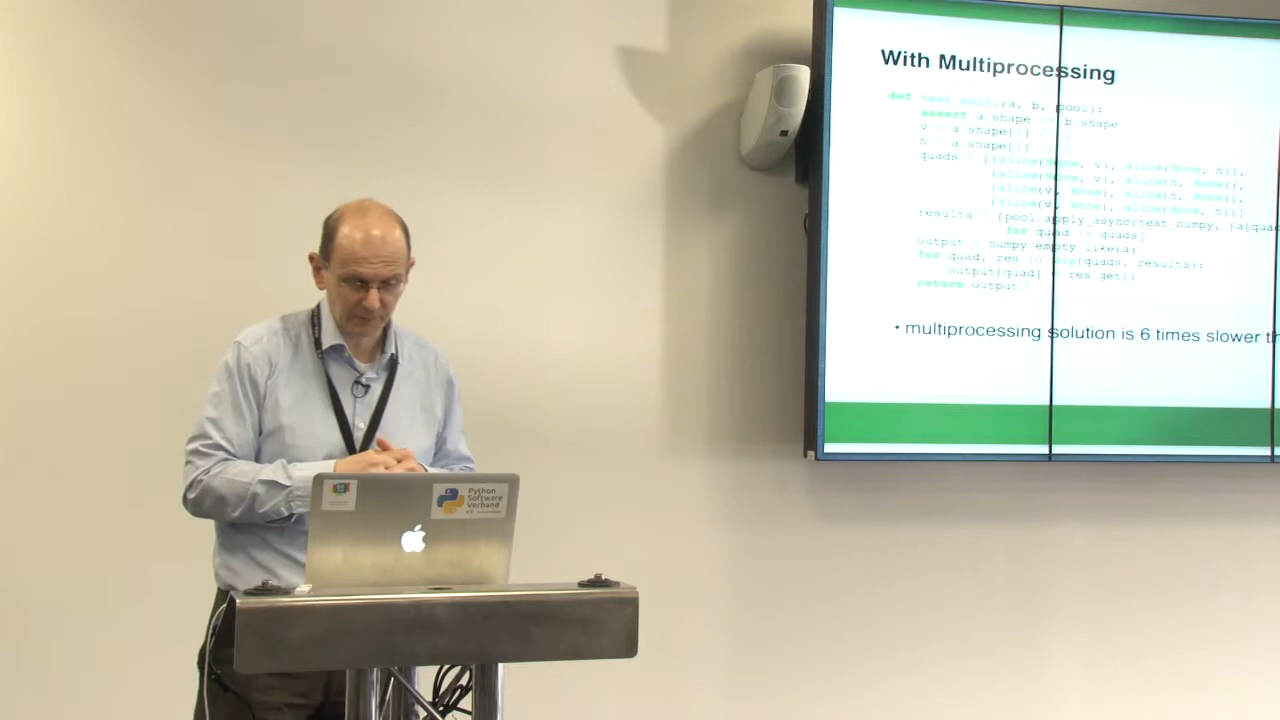 With Multiprocessing
def test_multi(a, b, pool):
assert a.shape == b.shape
v = a.shape[0] // 2
h = a.shape[1] // 2
quads = [(slice(None, v), slice(None, h)),
(slice(None, v), slice(h, None)),
(slice(v, None), slice(h, None)),
(slice(v, None), slice(None, h))]
results = [pool.apply_async(test_numpy, [a[quad
for quad in quads]
output = numpy.empty_like(a)
for quad, res in zip(quads, results):
output[quad] = res.get()
return output
• multiprocessing solution is 6 times slower th
Python
Software
Verband